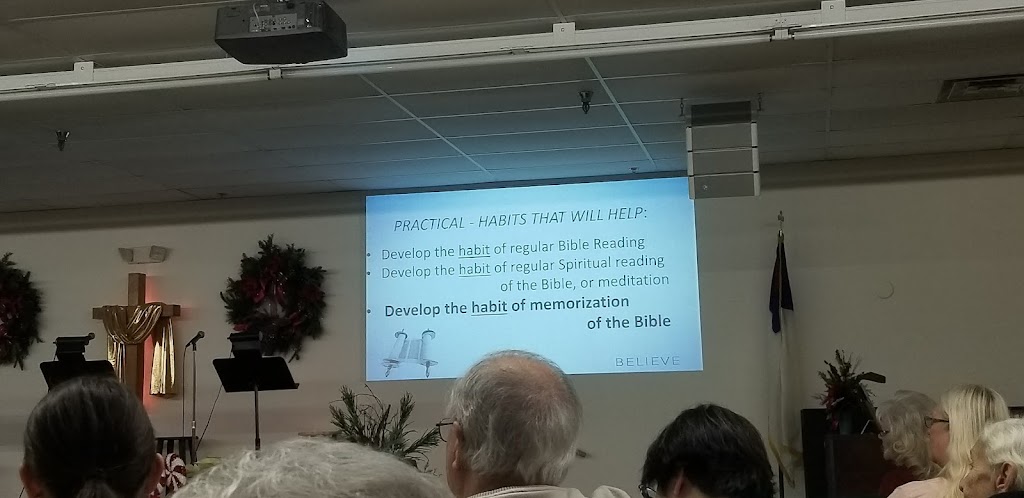 PRACTICAL - HABITS THAT WILL HELP:
• Develop the habit of regular Bible Reading
• Develop the habit of regular Spiritual reading
of the Bible, or meditation
• Develop the habit of memorization
of the Bible
BELIEVE